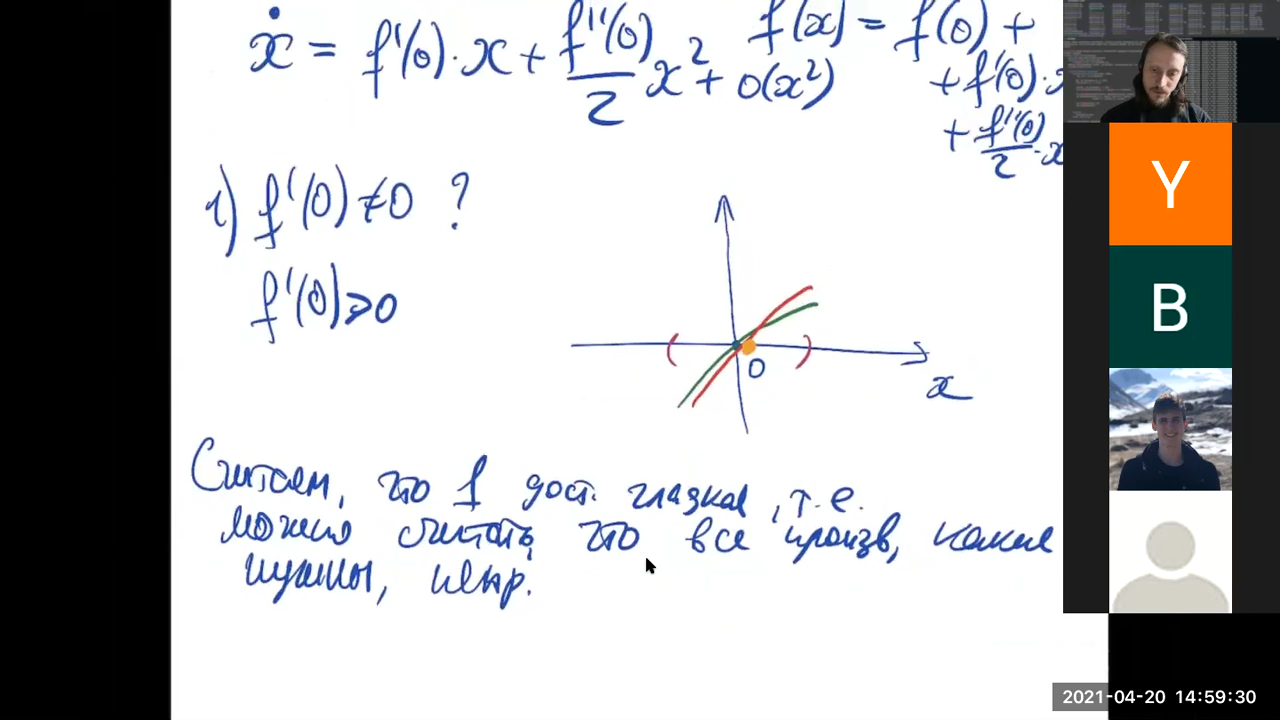 ẋ = f'(0)·x + f''(0)/2 x² + o(x²) f(x) = f(0) +
+ f'(0)·x
+ f''(0)/2 ·x
1) f'(0) ≠ 0 ?
f'(0) > 0
0
x
Считаем, что f дост. гладкая, т.е.
можно считать, что все произв, какие
нужны, непр.
Y
B
2021-04-20 14:59:30